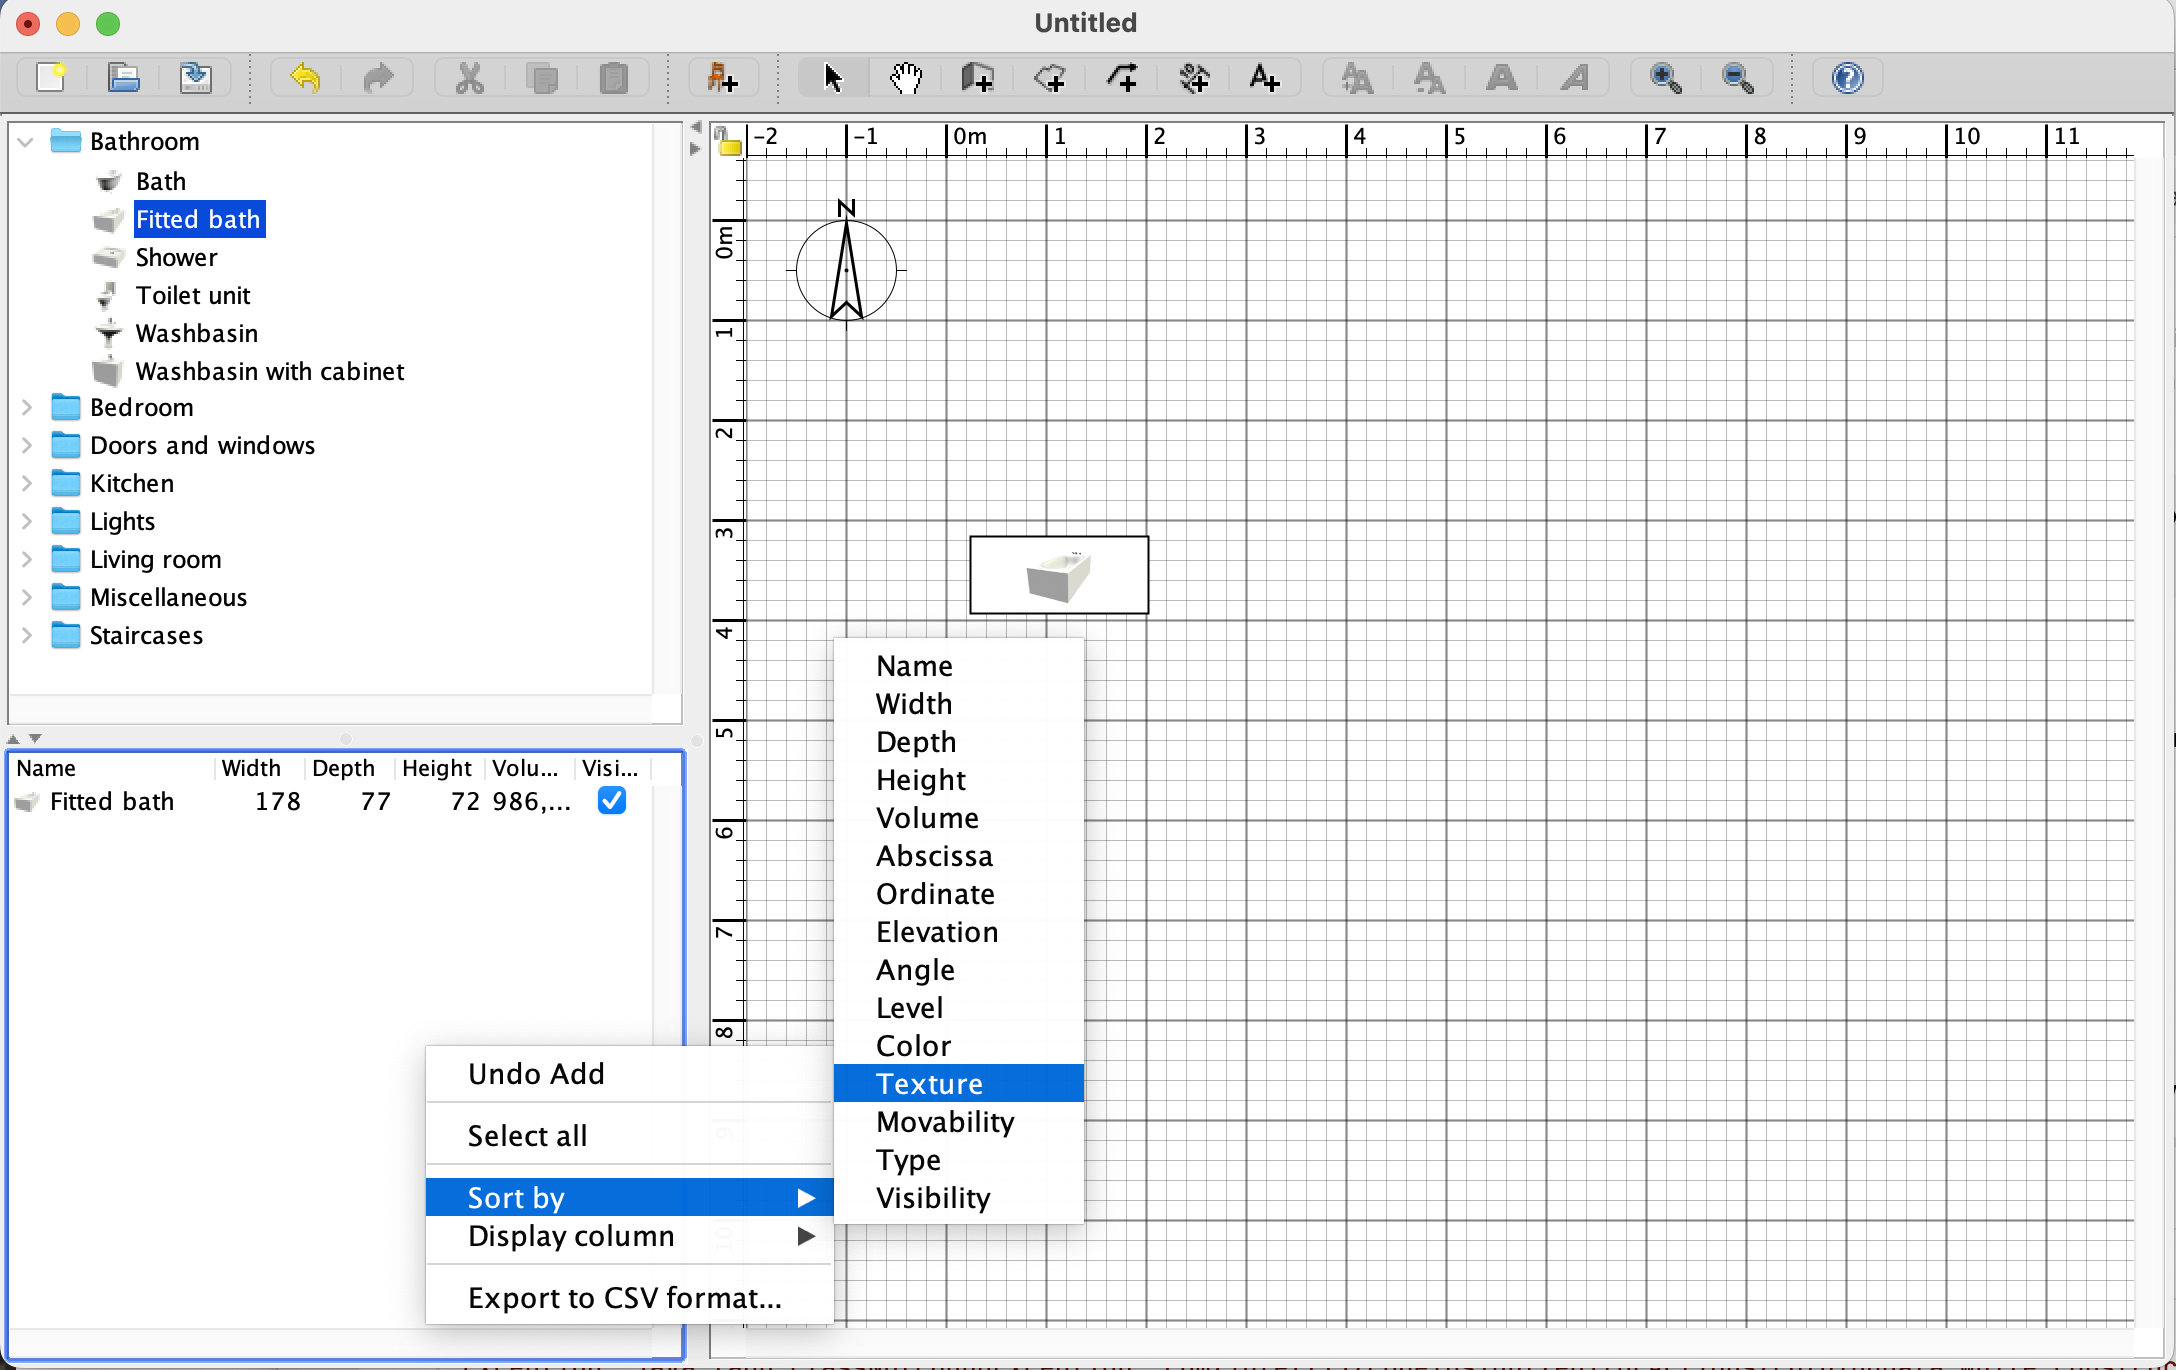 Untitled
Bathroom
Bath
Fitted bath
Shower
Toilet unit
Washbasin
Washbasin with cabinet
Bedroom
Doors and windows
Kitchen
Lights
Living room
Miscellaneous
Staircases
Name Width Depth Height Volu... Visi...
Fitted bath 178 77 72 986,...
-2 -1 0m 1 2 3 4 5 6 7 8 9 10 11
N
0m
1
2
3
4
5
6
7
8
9
10
Undo Add
Select all
Sort by
Display column
Export to CSV format...
Name
Width
Depth
Height
Volume
Abscissa
Ordinate
Elevation
Angle
Level
Color
Texture
Movability
Type
Visibility